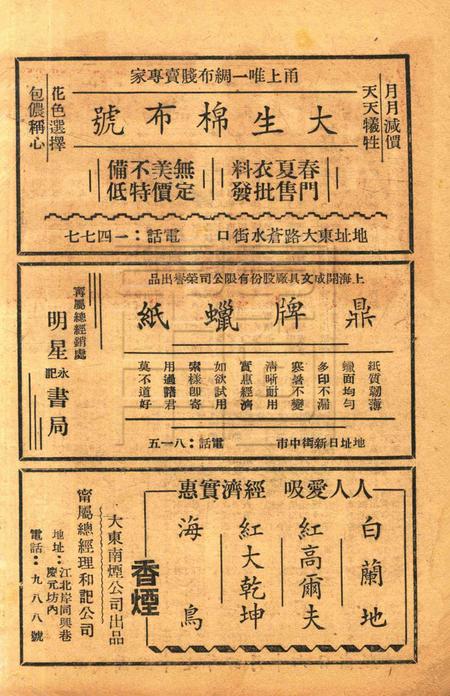 甬上唯一綢布賤賣專家
月月減價
天天犧牲
大生棉布號
花色選擇
包儂稱心
春夏衣料
門售批發
無美不備
定價特低
地址東大路蒼水街口　電話：一四七七
上海開成文具廠股份有限公司榮譽出品
鼎牌蠟紙
紙質韌薄
蠟面均勻
多印不漏
寒暑不變
清晰耐用
實惠經濟
如欲試用
索樣即寄
用過諸君
莫不道好
地址日新街中市　電話：八一五
甯屬總經銷處
明星永記書局
人人愛吸　經濟實惠
白蘭地
紅高爾夫
紅大乾坤
海鳥
香煙
大東南煙公司出品
甯屬總經理和記公司
地址：江北岸同興巷慶元坊內
電話：九八八號